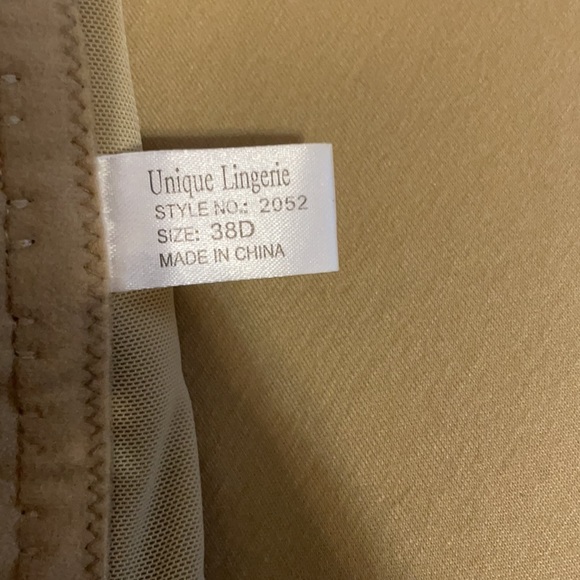 Unique Lingerie
STYLE NO.: 2052
SIZE: 38D
MADE IN CHINA